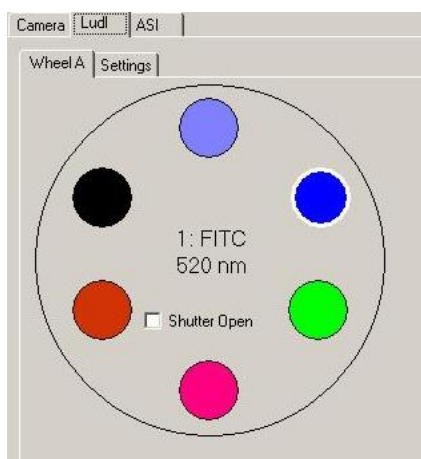 Camera Ludl ASI
Wheel A Settings
1: FITC
520 nm
Shutter Open